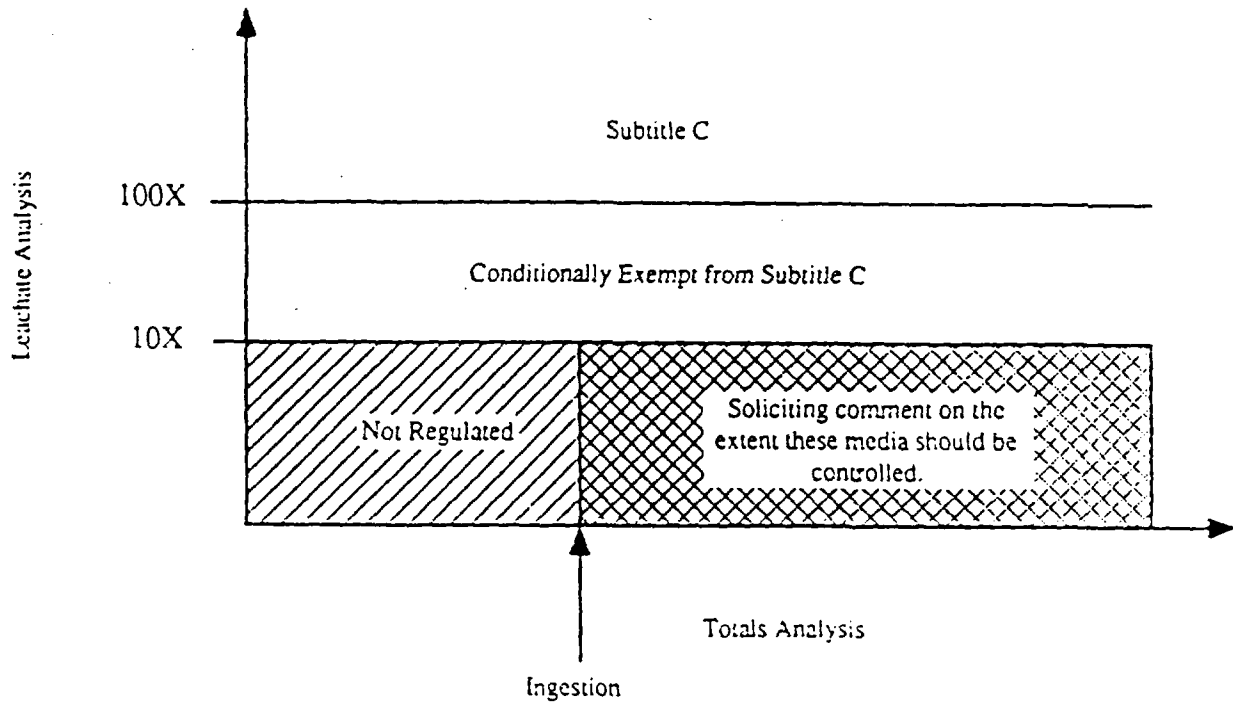 Subtitle C
Leachate Analysis
100X
Conditionally Exempt from Subtitle C
10X
Not Regulated
Soliciting comment on the
extent these media should be
controlled.
Totals Analysis
Ingestion